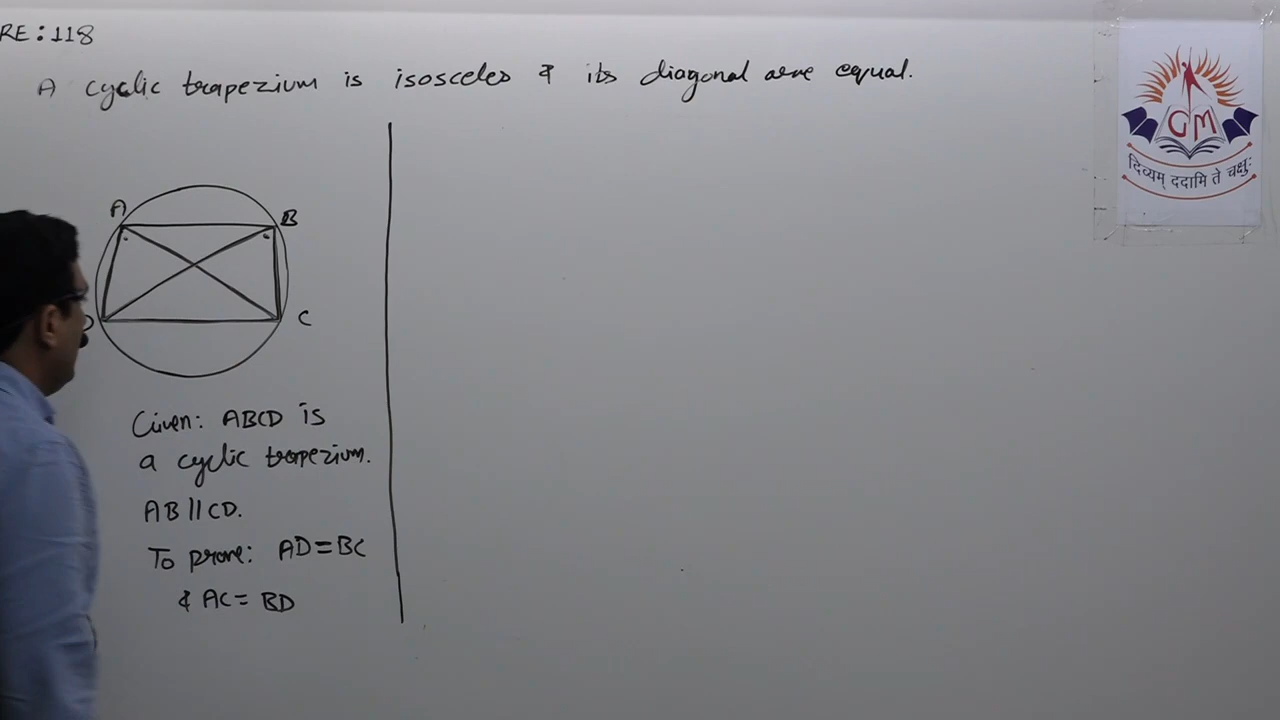 RE:118
A cyclic trapezium is isosceles & its diagonal are equal.
GM
दिव्यम् ददामि ते चक्षुः
A
B
D
C
Given: ABCD is
a cyclic trapezium.
AB||CD.
To prove: AD=BC
& AC= BD